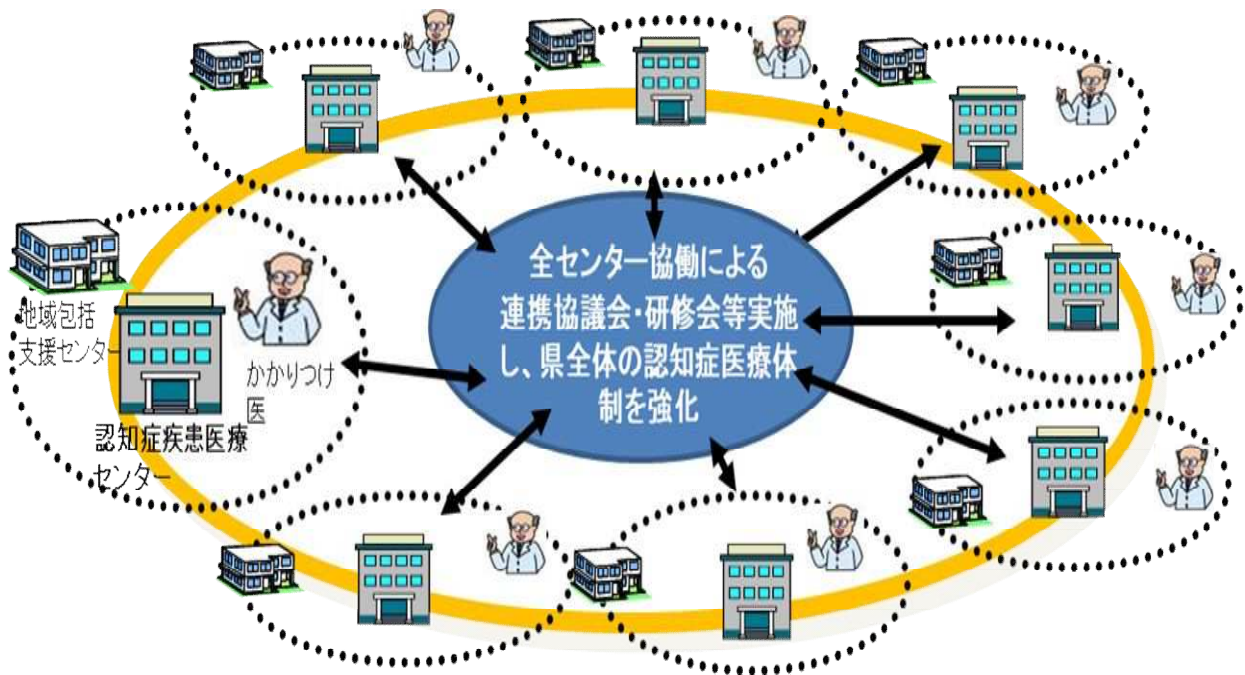 全センター協働による
連携協議会・研修会等実施
し、県全体の認知症医療体
制を強化
地域包括
支援センター
かかりつけ
医
認知症疾患医療
センター